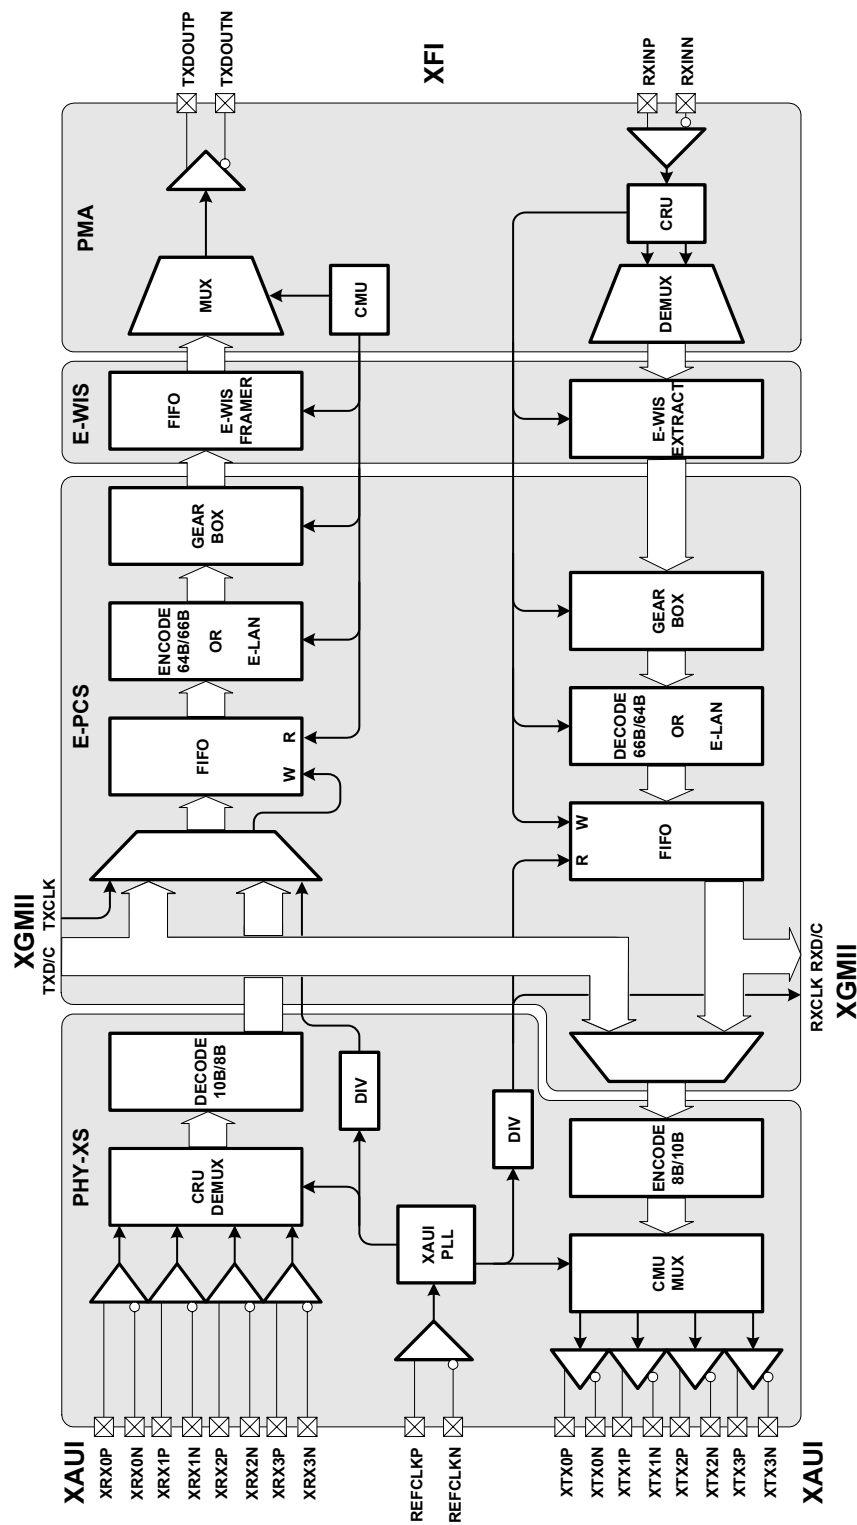 XAUI
XRX0P
XRX0N
XRX1P
XRX1N
XRX2P
XRX2N
XRX3P
XRX3N
REFCLKP
REFCLKN
XTX0P
XTX0N
XTX1P
XTX1N
XTX2P
XTX2N
XTX3P
XTX3N
XAUI
PHY-XS
CRU
DEMUX
DECODE
10B/8B
XAUI
PLL
DIV
DIV
CMU
MUX
ENCODE
8B/10B
XGMII
TXD/C
TXCLK
E-PCS
FIFO
W
R
ENCODE
64B/66B
OR
E-LAN
GEAR
BOX
RXCLK
RXD/C
XGMII
FIFO
R
W
DECODE
66B/64B
OR
E-LAN
GEAR
BOX
E-WIS
FIFO
E-WIS
FRAMER
E-WIS
EXTRACT
PMA
MUX
CMU
DEMUX
CRU
TXDOUTP
TXDOUTN
XFI
RXINP
RXINN